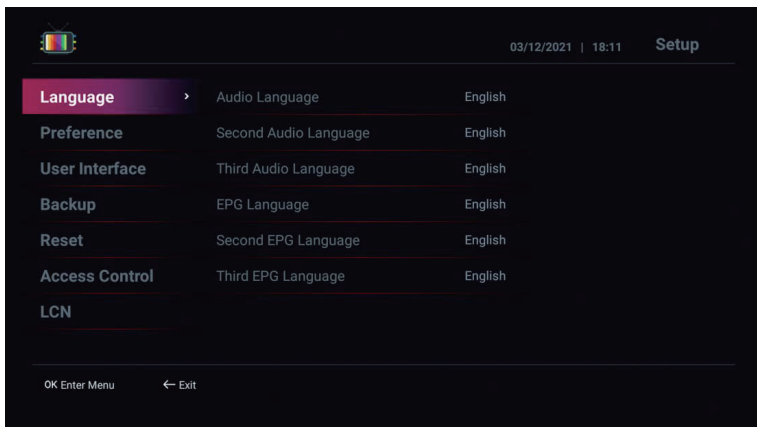 03/12/2021 | 18:11 Setup
Language › Audio Language English
Preference Second Audio Language English
User Interface Third Audio Language English
Backup EPG Language English
Reset Second EPG Language English
Access Control Third EPG Language English
LCN
OK Enter Menu ← Exit